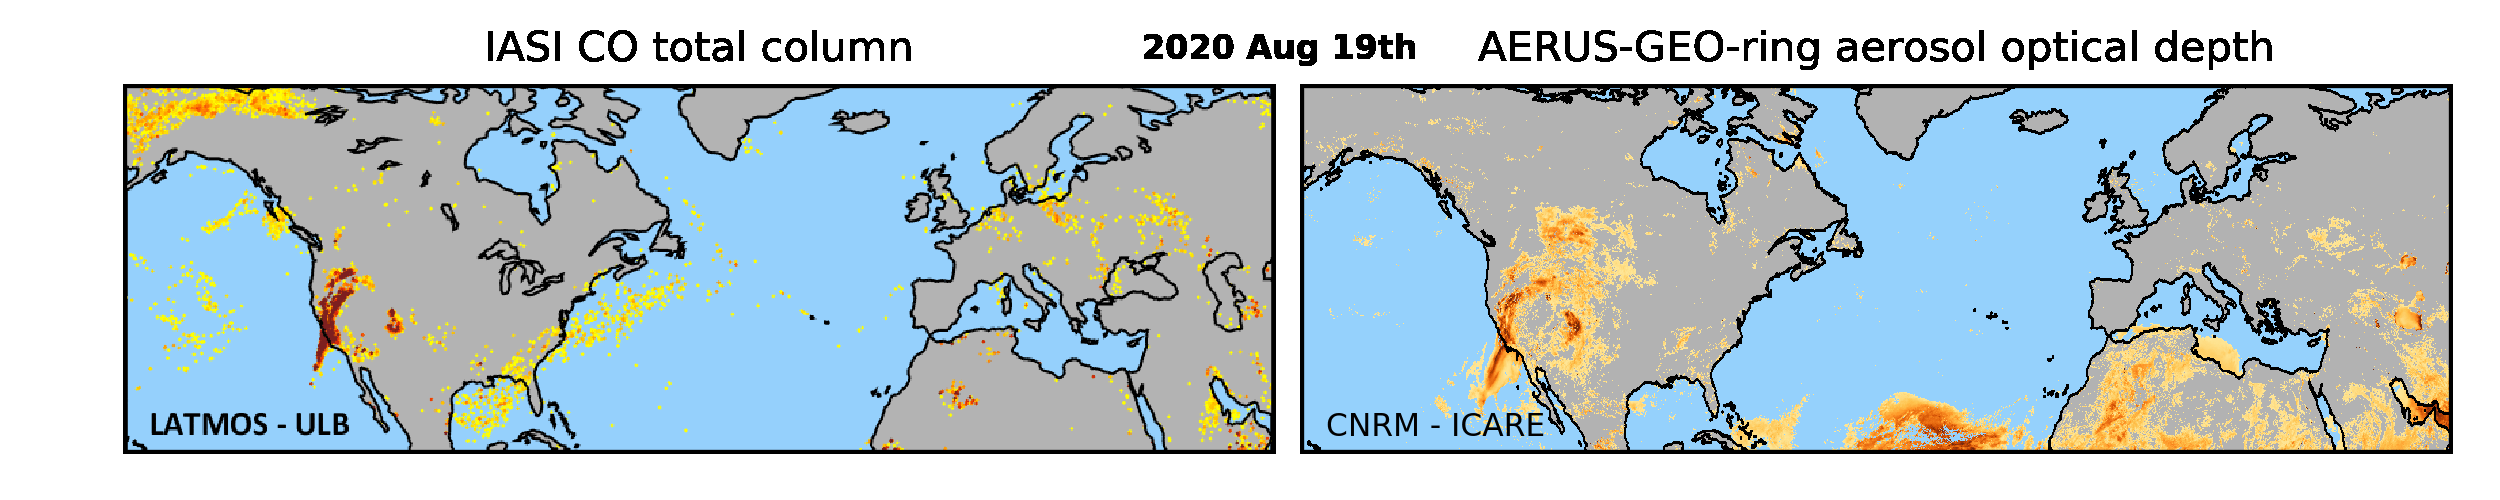 IASI CO total column
2020 Aug 19th
AERUS-GEO-ring aerosol optical depth
LATMOS - ULB
CNRM - ICARE